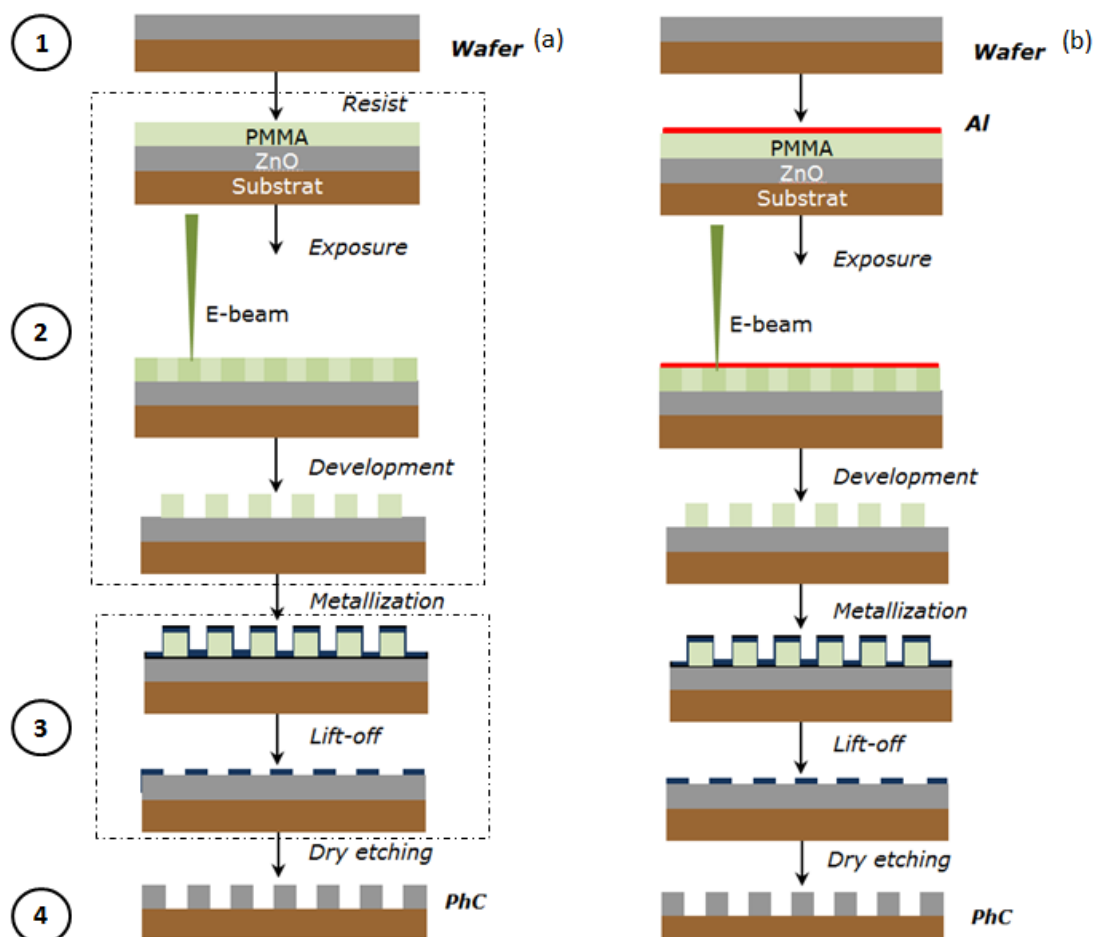 1
Wafer (a)
Resist
PMMA
ZnO
Substrat
Exposure
2
E-beam
Development
Metallization
3
Lift-off
Dry etching
4
PhC
Wafer (b)
Al
PMMA
ZnO
Substrat
Exposure
E-beam
Development
Metallization
Lift-off
Dry etching
PhC